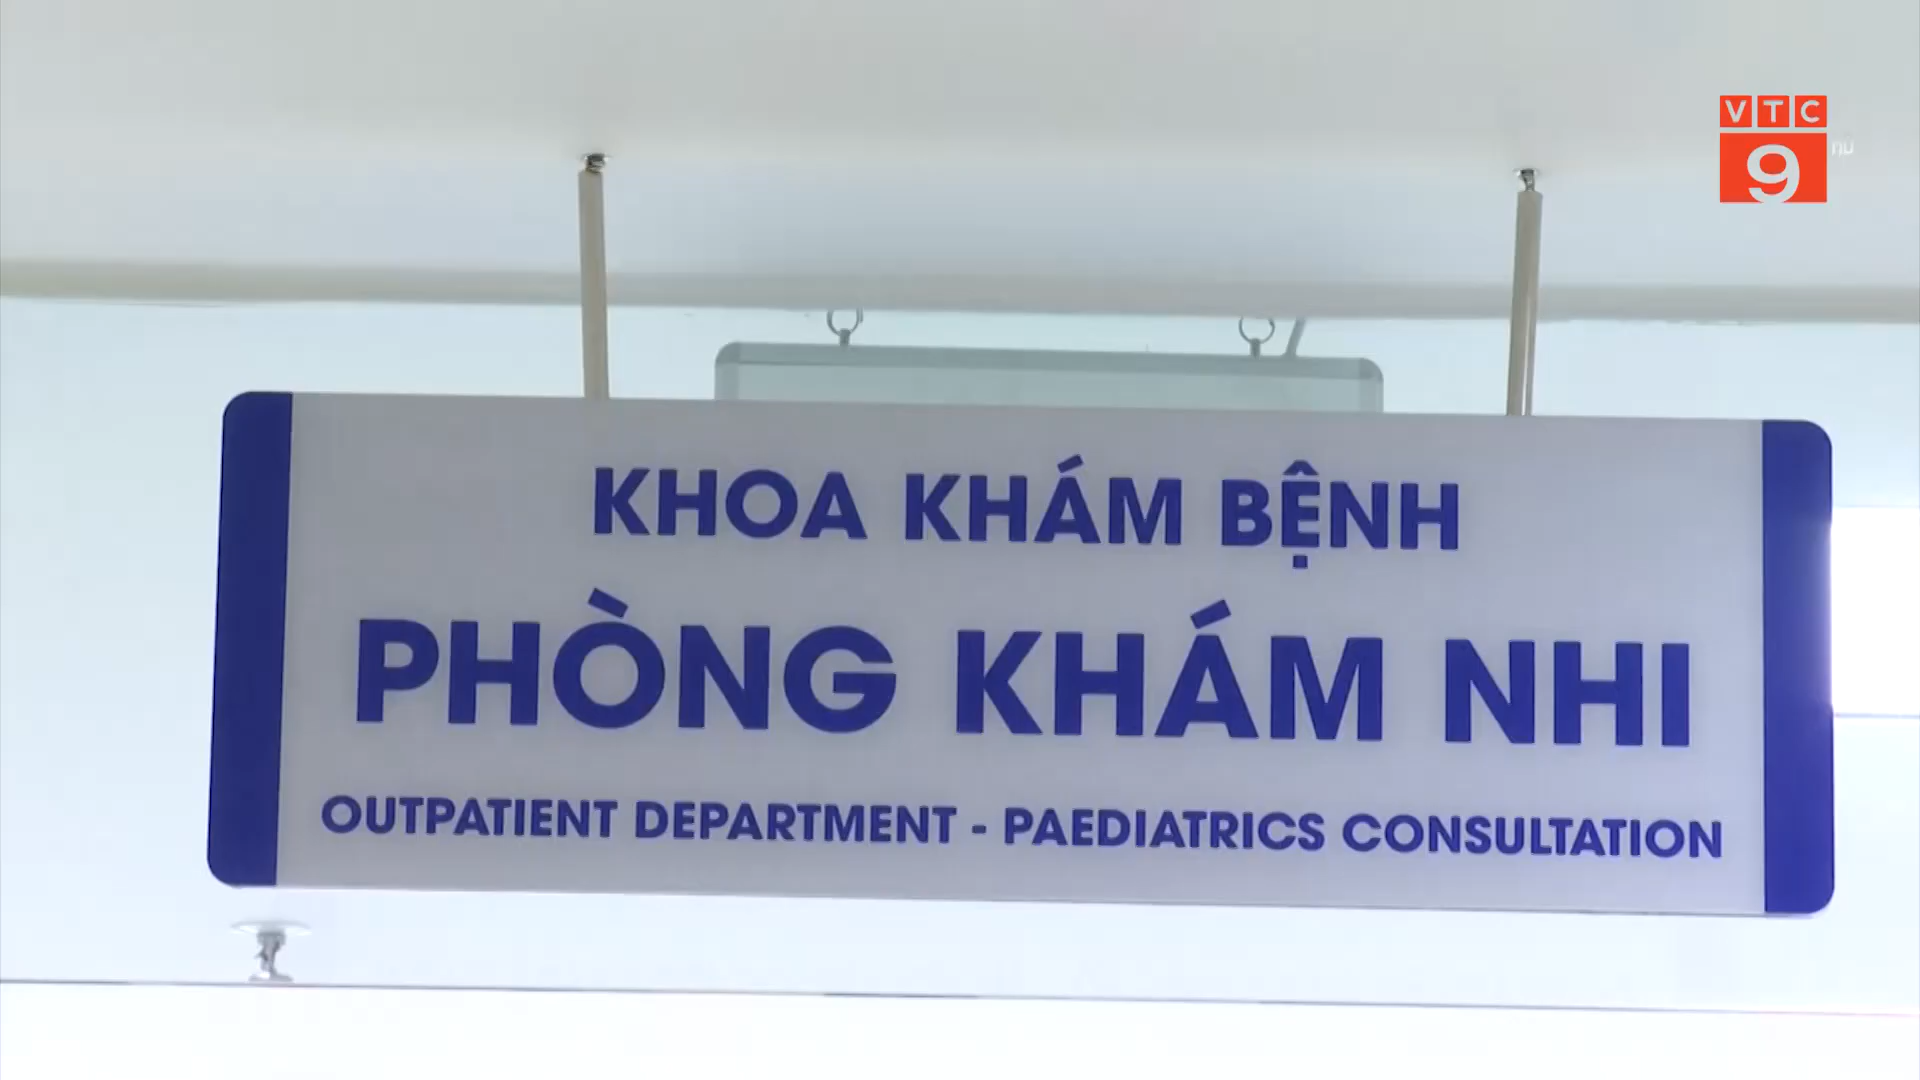 VTC
9
KHOA KHÁM BỆNH
PHÒNG KHÁM NHI
OUTPATIENT DEPARTMENT - PAEDIATRICS CONSULTATION